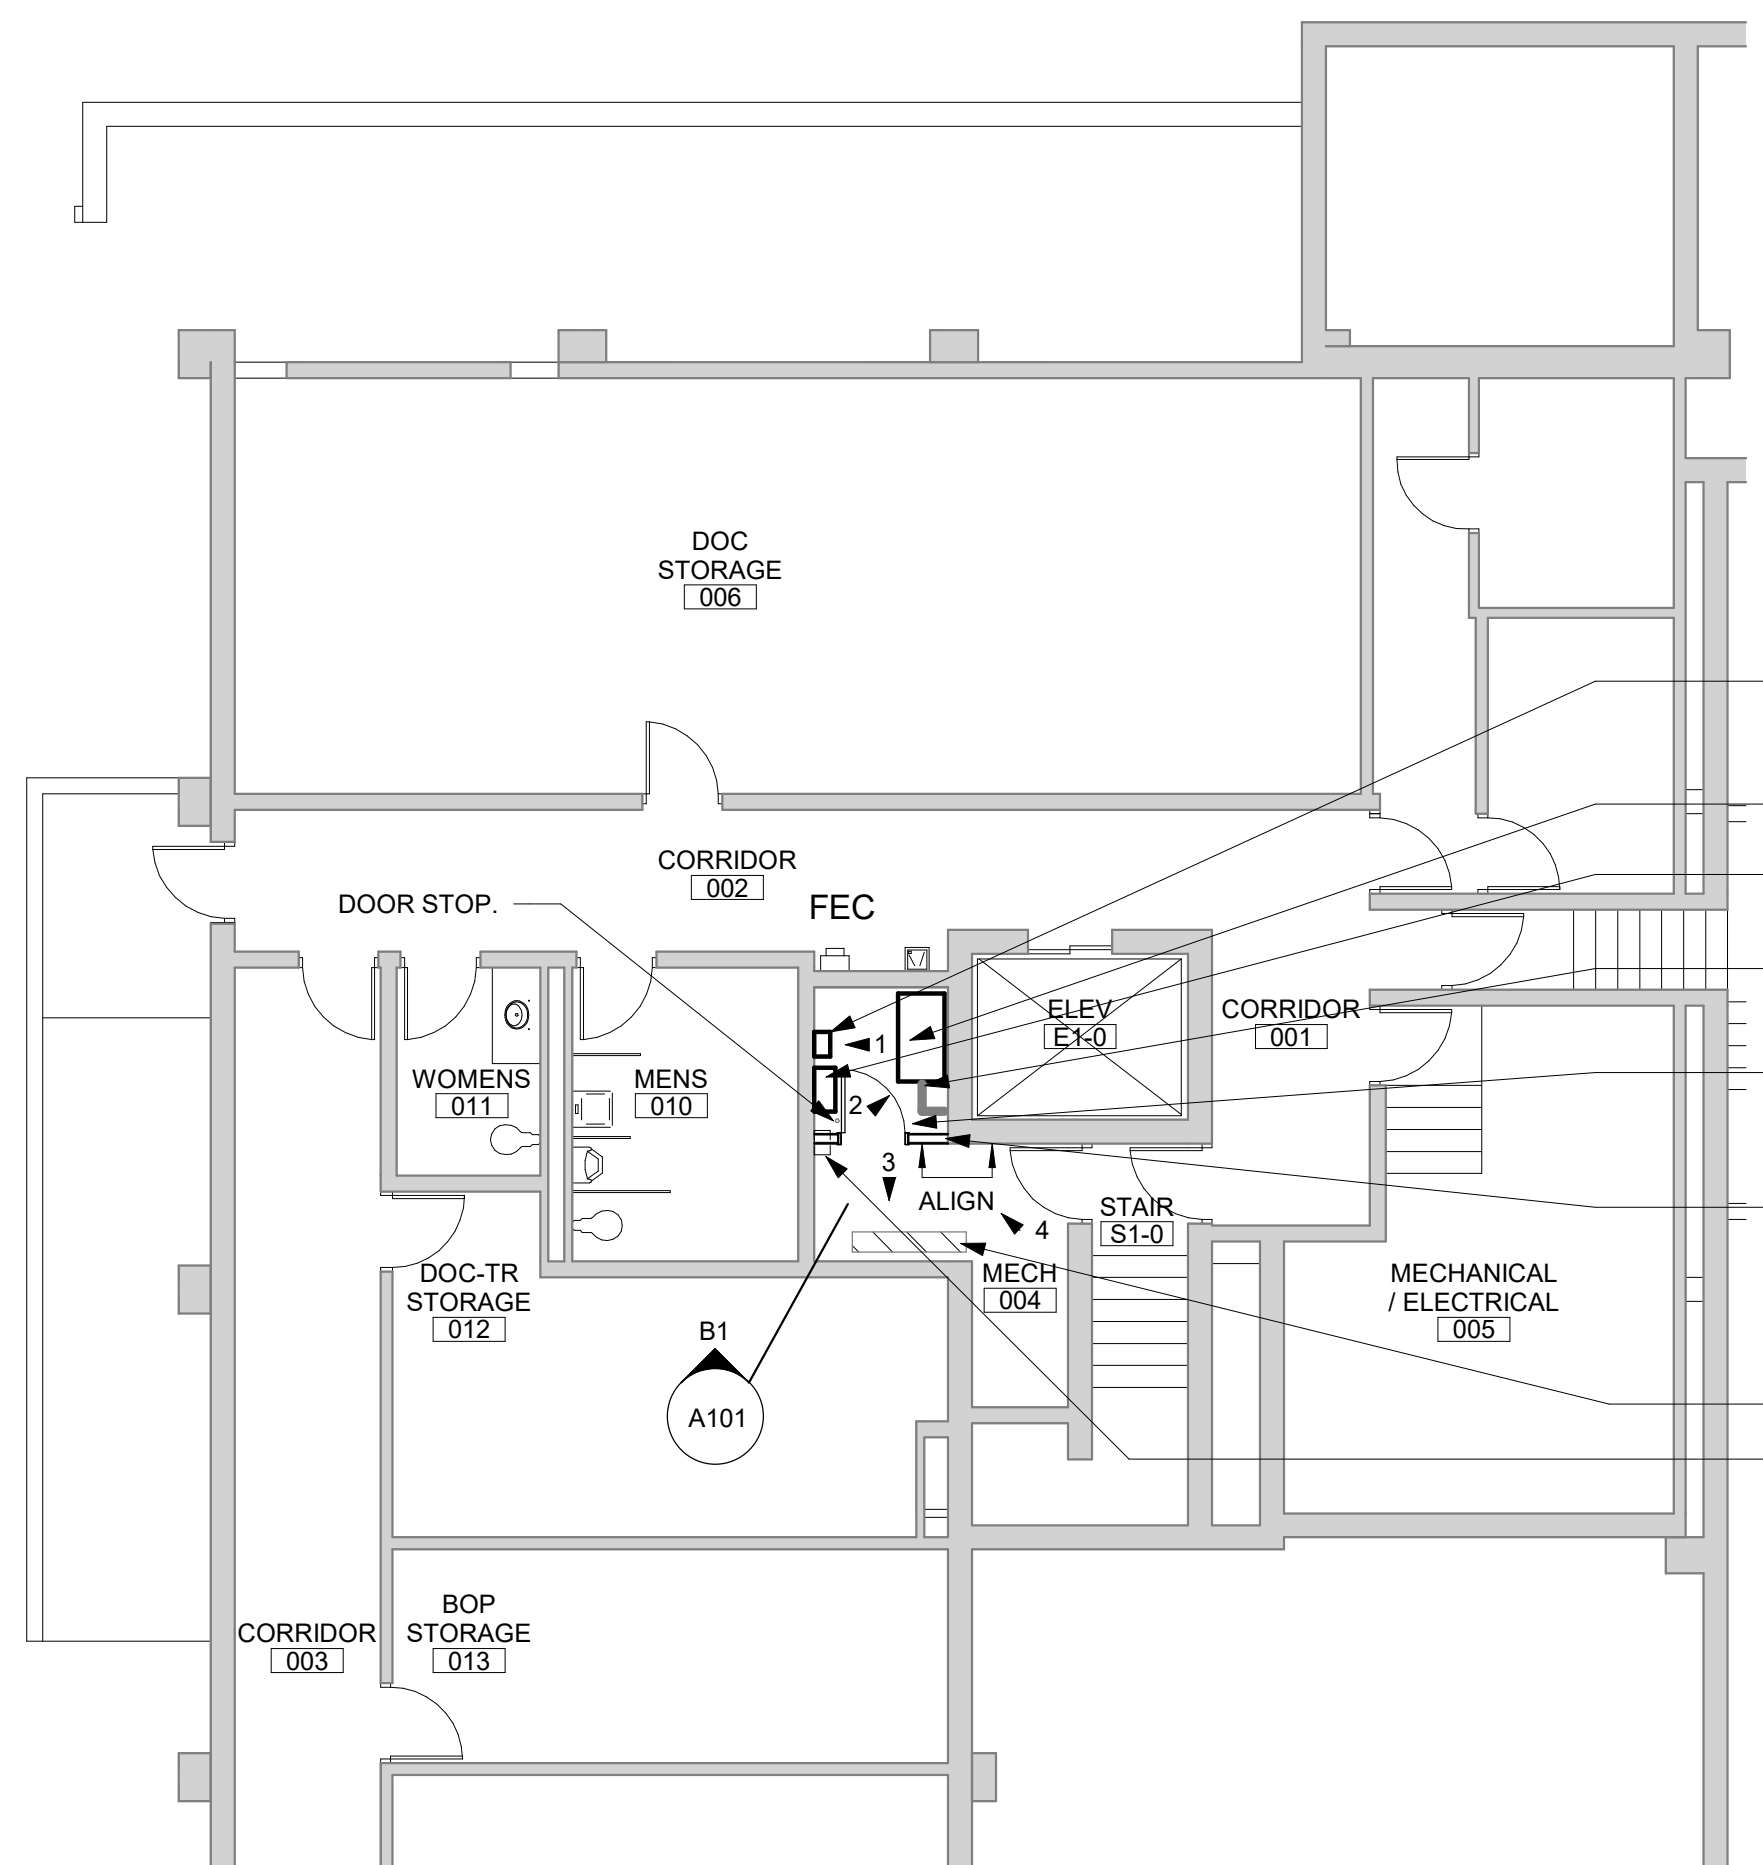 DOC
STORAGE
006
CORRIDOR
002
DOOR STOP.
FEC
ELEV
E1-0
CORRIDOR
001
1
WOMENS
011
MENS
010
2
3
ALIGN
4
STAIR
S1-0
DOC-TR
STORAGE
012
MECH
004
MECHANICAL
/ ELECTRICAL
005
B1
A101
CORRIDOR
003
BOP
STORAGE
013